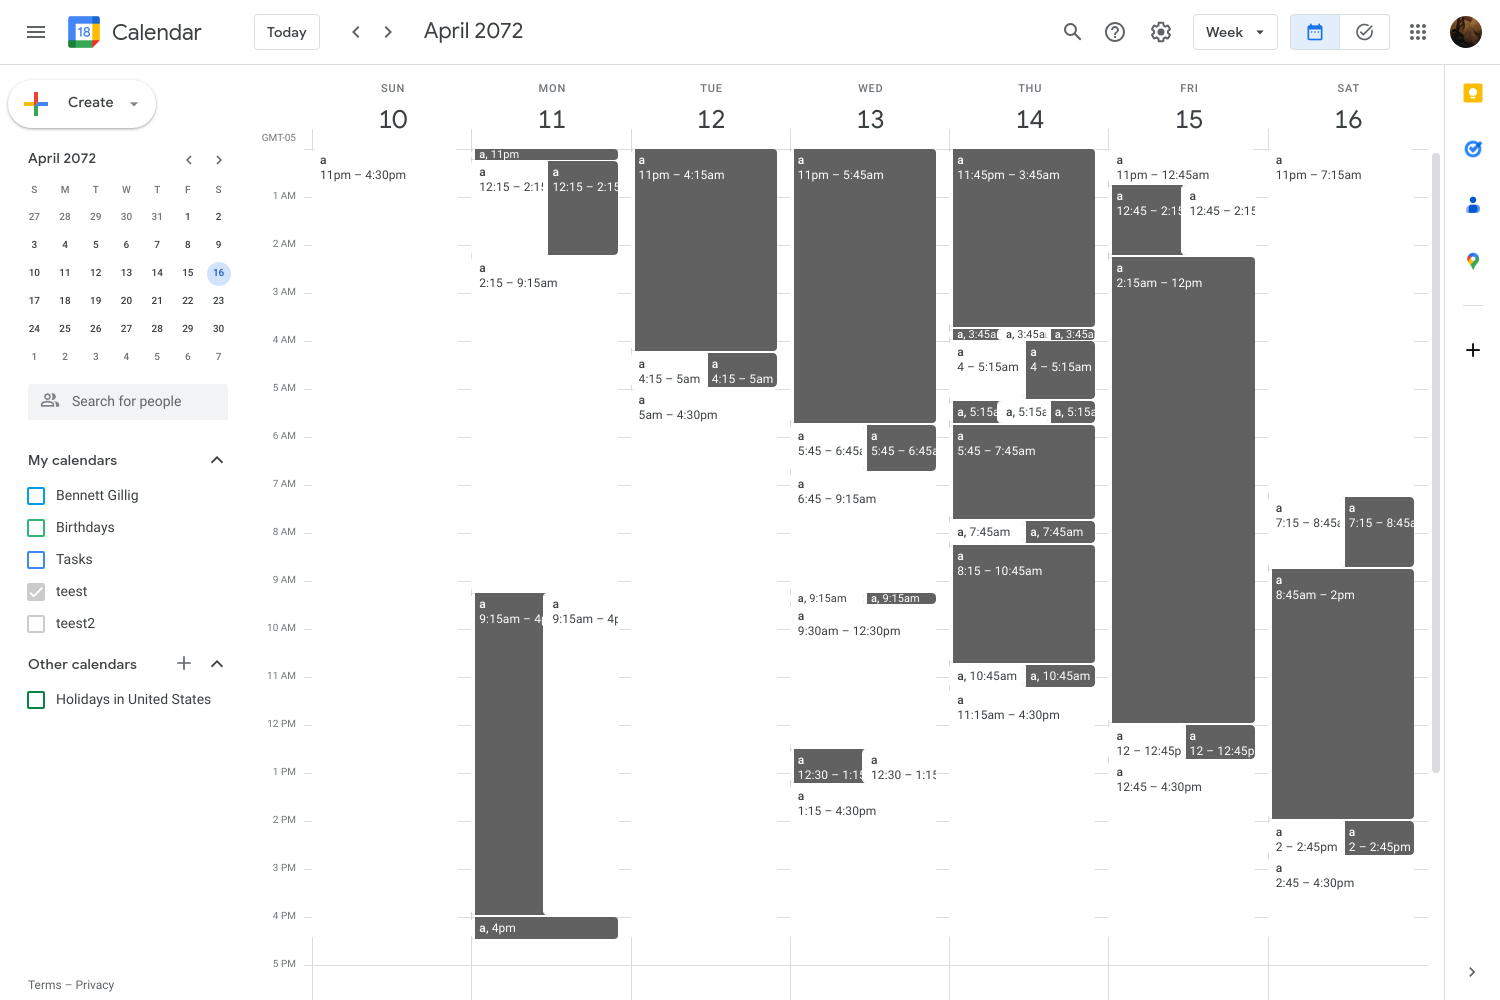 18 Calendar
Today
April 2072
Week
Create
SUN MON TUE WED THU FRI SAT
10 11 12 13 14 15 16
GMT-05
April 2072
S M T W T F S
27 28 29 30 31 1 2
3 4 5 6 7 8 9
10 11 12 13 14 15 16
17 18 19 20 21 22 23
24 25 26 27 28 29 30
1 2 3 4 5 6 7
Search for people
My calendars
Bennett Gillig
Birthdays
Tasks
teest
teest2
Other calendars
Holidays in United States
Terms – Privacy
1 AM
2 AM
3 AM
4 AM
5 AM
6 AM
7 AM
8 AM
9 AM
10 AM
11 AM
12 PM
1 PM
2 PM
3 PM
4 PM
5 PM
a
11pm – 4:30pm
a, 11pm
a
12:15 – 2:15
a
12:15 – 2:15
a
2:15 – 9:15am
a
9:15am – 4p
a
9:15am – 4p
a, 4pm
a
11pm – 4:15am
a
4:15 – 5am
a
4:15 – 5am
a
5am – 4:30pm
a
11pm – 5:45am
a
5:45 – 6:45a
a
5:45 – 6:45a
a
6:45 – 9:15am
a, 9:15am
a, 9:15am
a
9:30am – 12:30pm
a
12:30 – 1:15
a
12:30 – 1:15
a
1:15 – 4:30pm
a
11:45pm – 3:45am
a, 3:45a
a, 3:45a
a, 3:45a
a
4 – 5:15am
a
4 – 5:15am
a, 5:15a
a, 5:15a
a, 5:15a
a
5:45 – 7:45am
a, 7:45am
a, 7:45am
a
8:15 – 10:45am
a, 10:45am
a, 10:45am
a
11:15am – 4:30pm
a
11pm – 12:45am
a
12:45 – 2:15
a
12:45 – 2:15
a
2:15am – 12pm
a
12 – 12:45p
a
12 – 12:45p
a
12:45 – 4:30pm
a
11pm – 7:15am
a
7:15 – 8:45a
a
7:15 – 8:45a
a
8:45am – 2pm
a
2 – 2:45pm
a
2 – 2:45pm
a
2:45 – 4:30pm